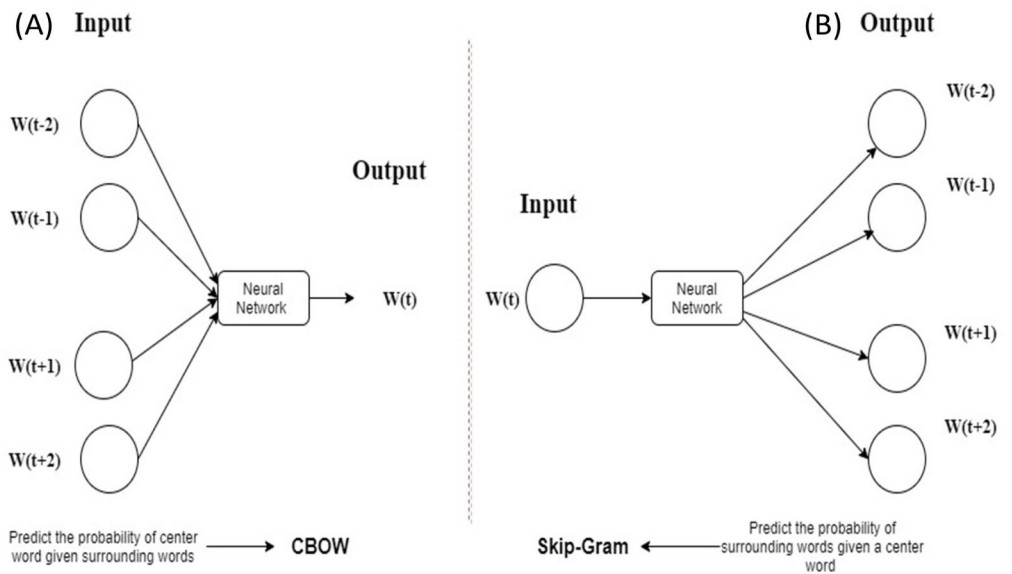 (A) Input
W(t-2)
W(t-1)
W(t+1)
W(t+2)
Neural
Network
Output
W(t)
Predict the probability of center
word given surrounding words
CBOW
(B) Output
Input
W(t)
Neural
Network
W(t-2)
W(t-1)
W(t+1)
W(t+2)
Skip-Gram
Predict the probability of
surrounding words given a center
word